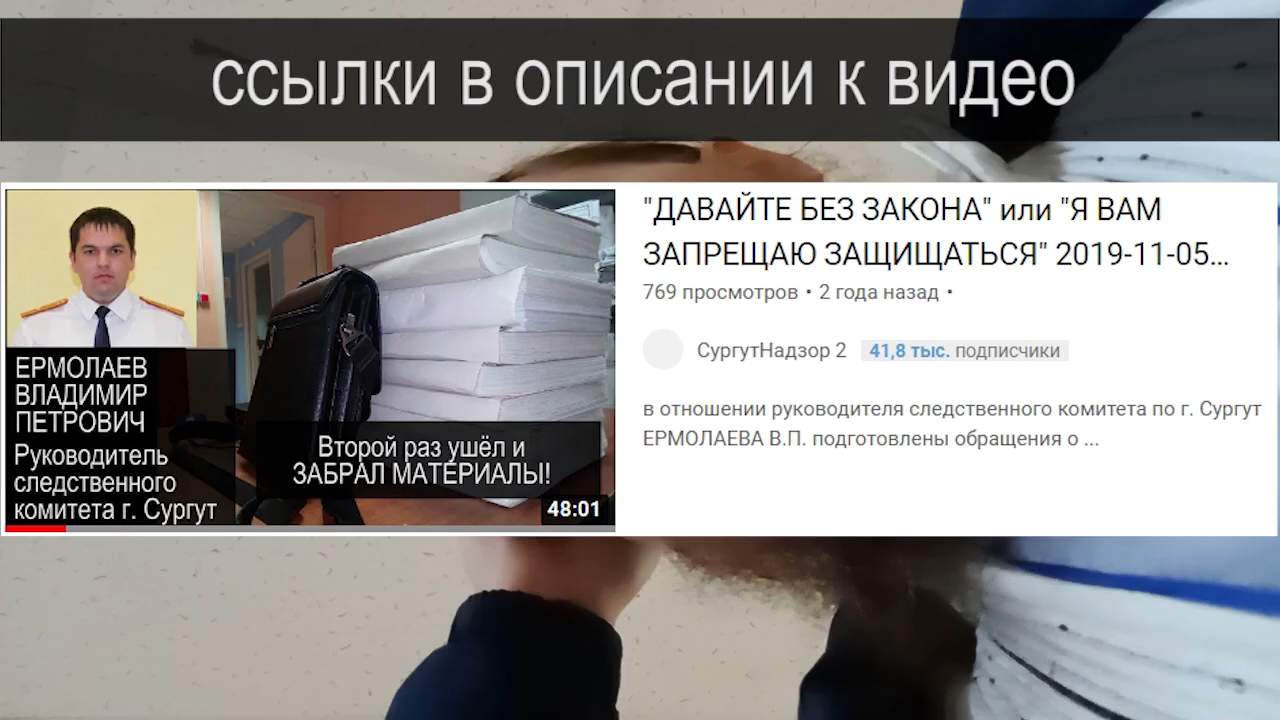 ссылки в описании к видео
"ДАВАЙТЕ БЕЗ ЗАКОНА" или "Я ВАМ
ЗАПРЕЩАЮ ЗАЩИЩАТЬСЯ" 2019-11-05...
769 просмотров • 2 года назад •
СургутНадзор 2 41,8 тыс. подписчики
в отношении руководителя следственного комитета по г. Сургут
ЕРМОЛАЕВА В.П. подготовлены обращения о ...
ЕРМОЛАЕВ
ВЛАДИМИР
ПЕТРОВИЧ
Руководитель
следственного
комитета г. Сургут
Второй раз ушёл и
ЗАБРАЛ МАТЕРИАЛЫ!
48:01